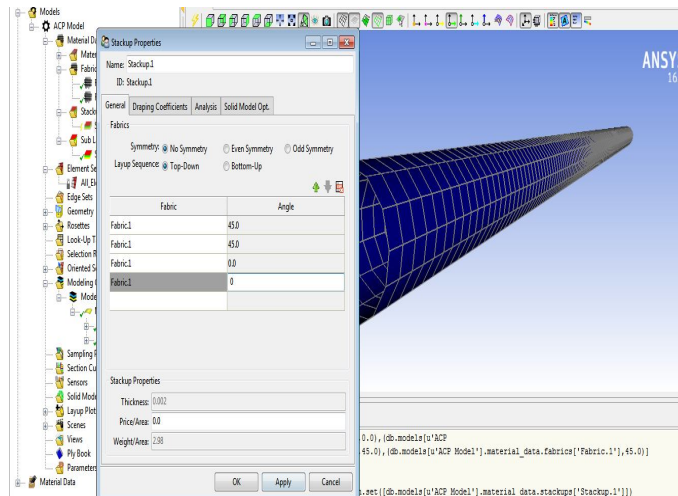 Models
ACP Model
Material D
Mater
Fabric
Stacku
Sub L
Element Se
All_El
Edge Sets
Geometry
Rosettes
Look-Up T
Selection R
Oriented S
Modeling G
Mode
Sampling P
Section Cu
Sensors
Solid Mode
Layup Plot
Scenes
Views
Ply Book
Parameters
Material Data
Stackup Properties
Name: Stackup.1
ID: Stackup.1
General Draping Coefficients Analysis Solid Model Opt.
Fabrics
Symmetry: No Symmetry Even Symmetry Odd Symmetry
Layup Sequence: Top-Down Bottom-Up
Fabric Angle
Fabric.1 45.0
Fabric.1 45.0
Fabric.1 0.0
Fabric.1 0
Stackup Properties
Thickness: 0.002
Price/Area: 0.0
Weight/Area: 2.98
OK Apply Cancel
ANSY
16
0.0),(db.models[u'ACP
45.0),(db.models[u'ACP Model'].material_data.fabrics['Fabric.1'],45.0)]
.set([db.models[u'ACP Model'].material_data.stackups['Stackup.1']])